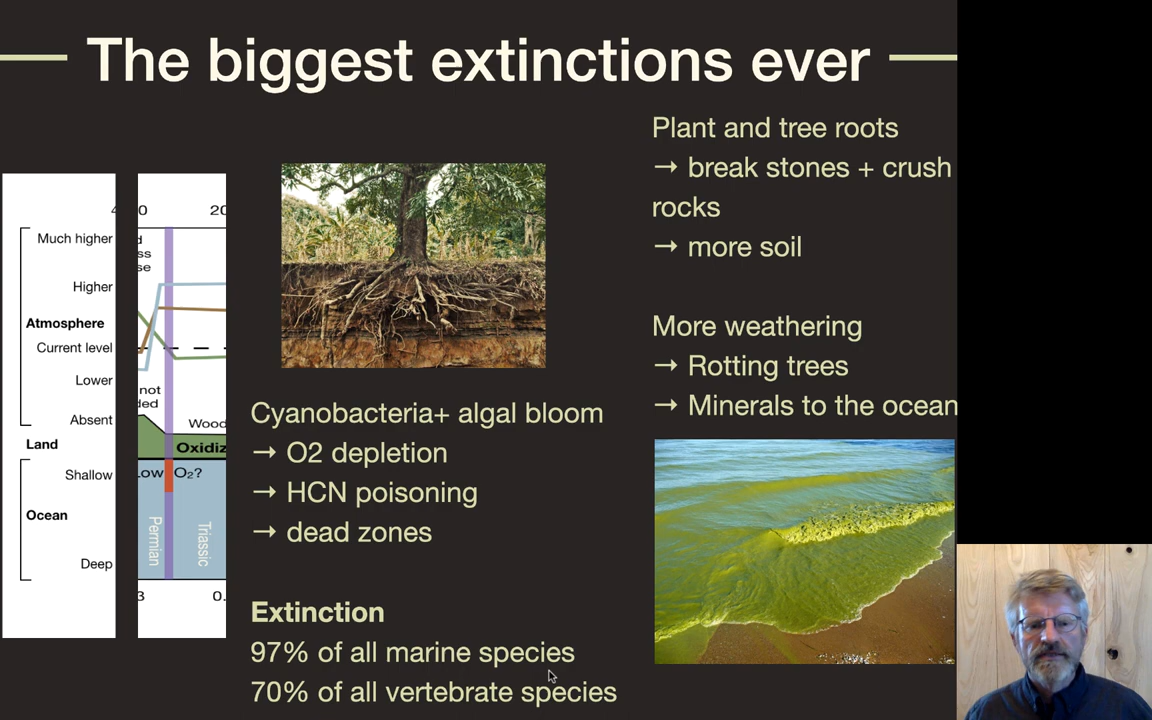 The biggest extinctions ever
20
Much higher
Higher
Atmosphere
Current level
Lower
Absent
Land
Shallow
Ocean
Deep
not
Wood
Oxidiz
O₂?
Permian
Triassic
3
0.
Cyanobacteria+ algal bloom
→ O2 depletion
→ HCN poisoning
→ dead zones
Extinction
97% of all marine species
70% of all vertebrate species
Plant and tree roots
→ break stones + crush
rocks
→ more soil
More weathering
→ Rotting trees
→ Minerals to the ocean